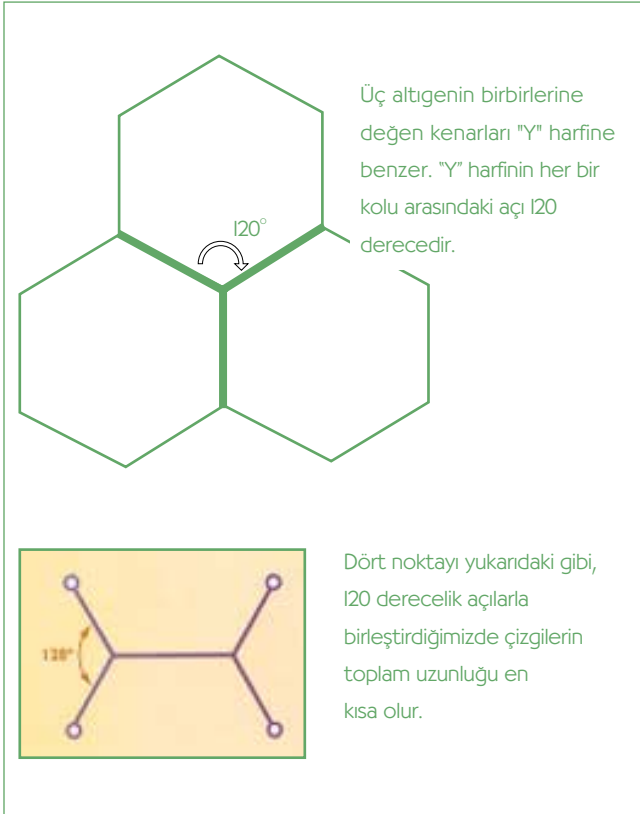 Üç altıgenin birbirlerine
değen kenarları "Y" harfine
benzer. "Y" harfinin her bir
kolu arasındaki açı 120
derecedir.
120°
120°
Dört noktayı yukarıdaki gibi,
120 derecelik açılarla
birleştirdiğimizde çizgilerin
toplam uzunluğu en
kısa olur.